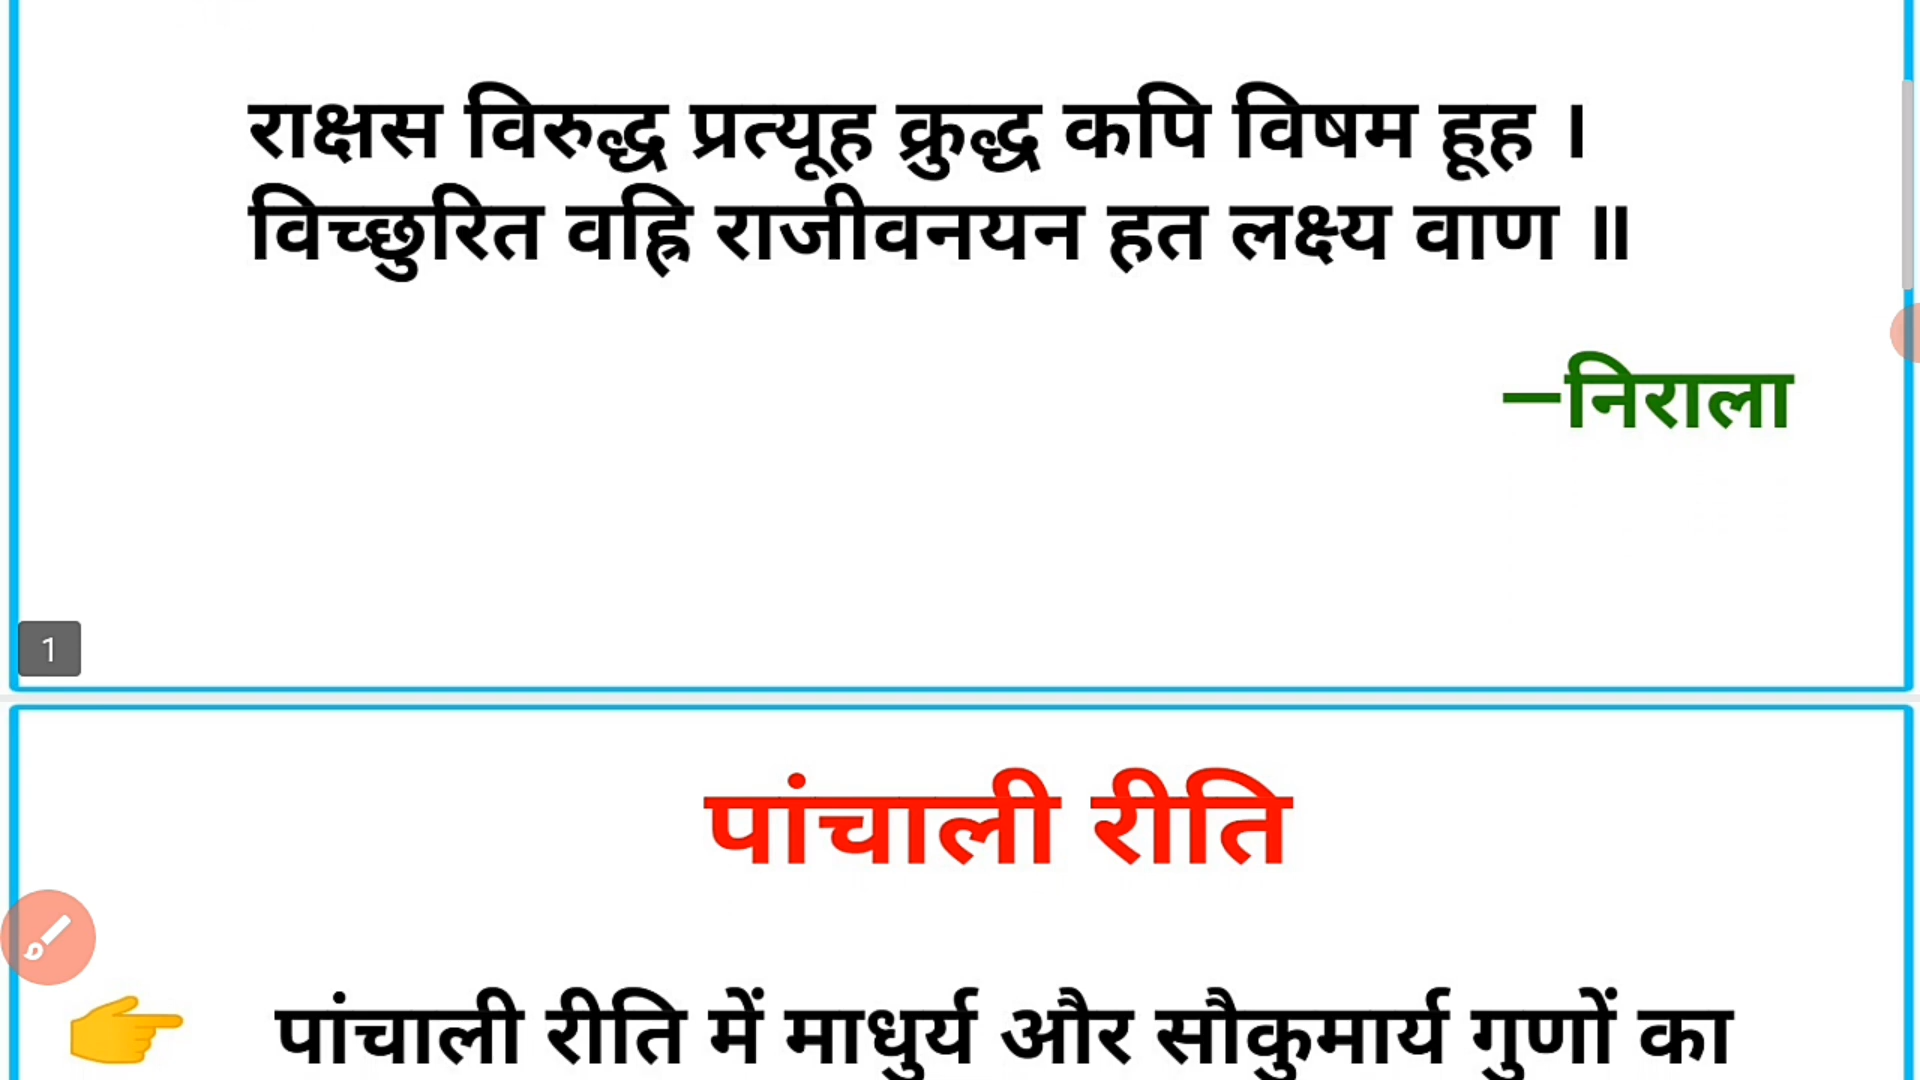 राक्षस विरुद्ध प्रत्यूह क्रुद्ध कपि विषम हूह ।
विच्छुरित वह्रि राजीवनयन हत लक्ष्य वाण ॥
—निराला
1
पांचाली रीति
👉 पांचाली रीति में माधुर्य और सौकुमार्य गुणों का